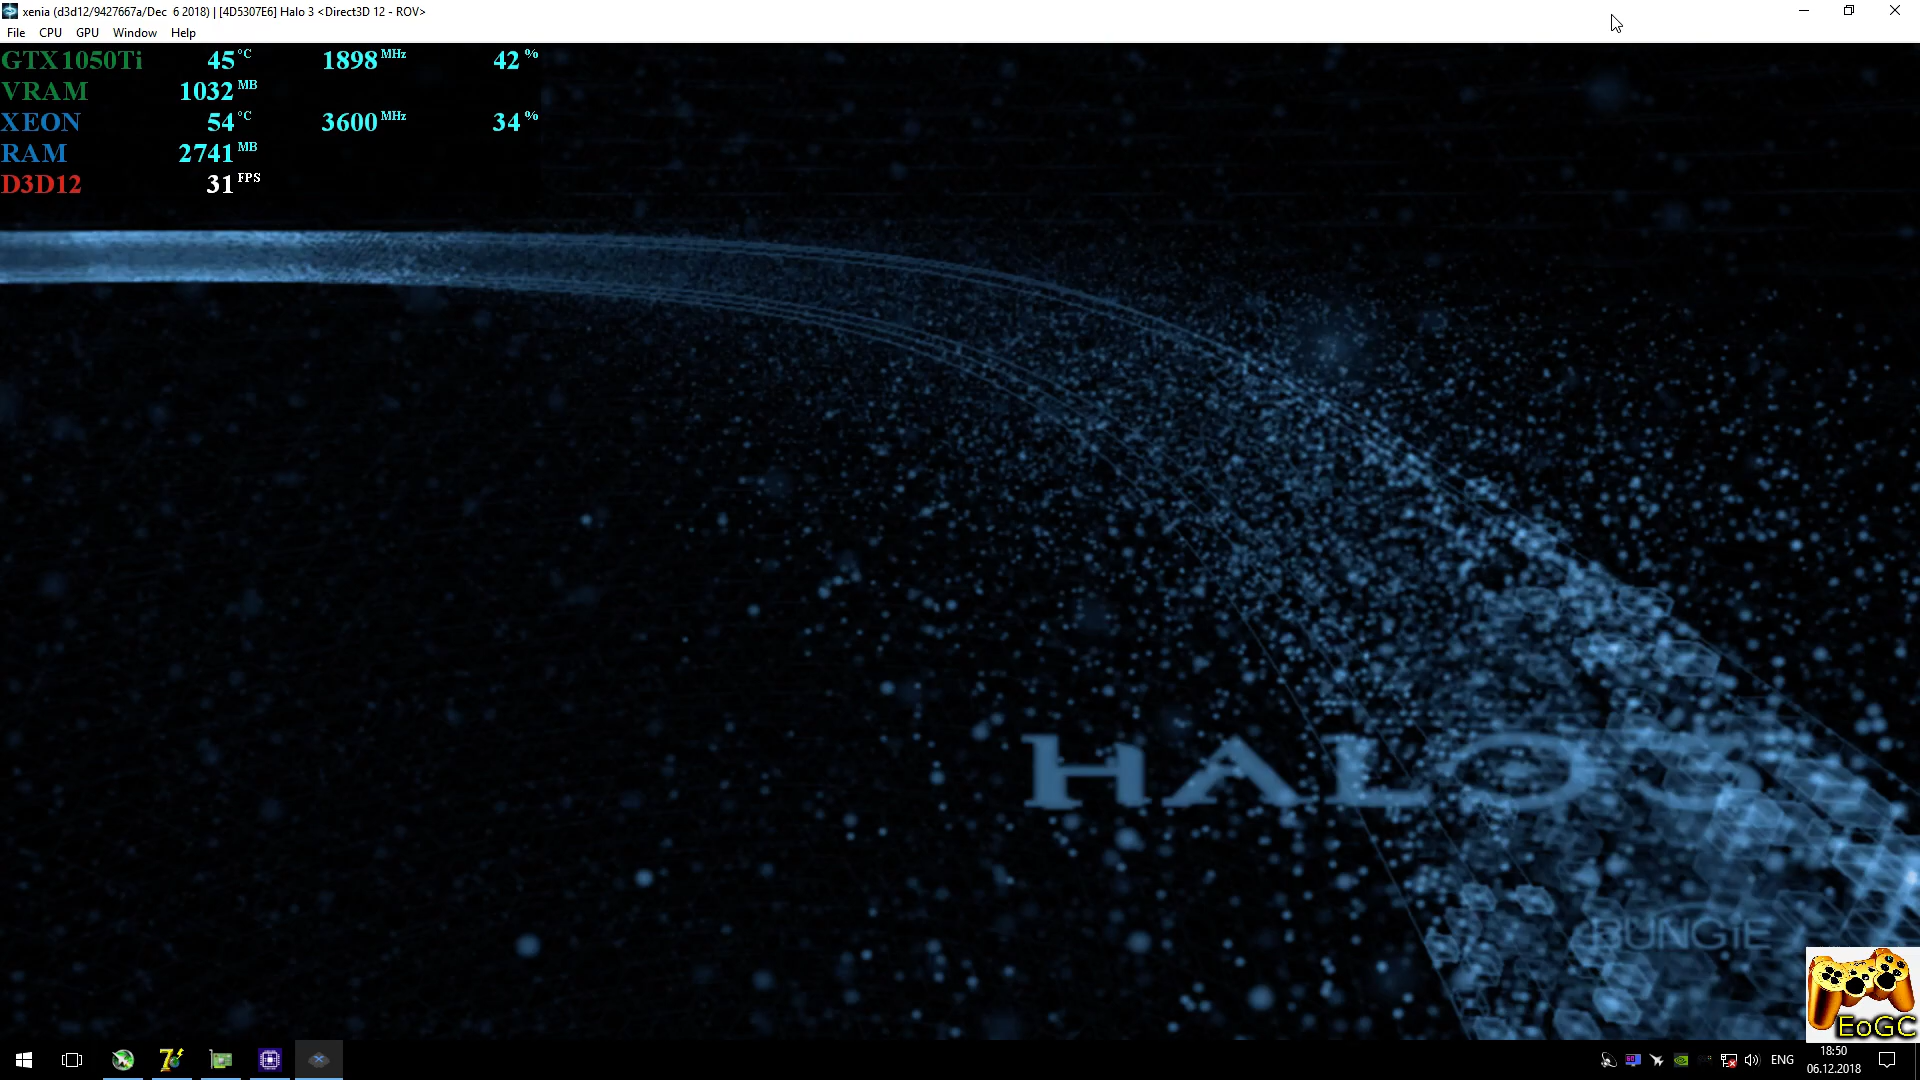 xenia (d3d12/9427667a/Dec  6 2018) | [4D5307E6] Halo 3 <Direct3D 12 - ROV>
File CPU GPU Window Help
GTX1050Ti 45 °C 1898 MHz 42 %
VRAM 1032 MB
XEON 54 °C 3600 MHz 34 %
RAM 2741 MB
D3D12 31 FPS
HALO 3
BUNGIE
EoGC
ENG
18:50
06.12.2018